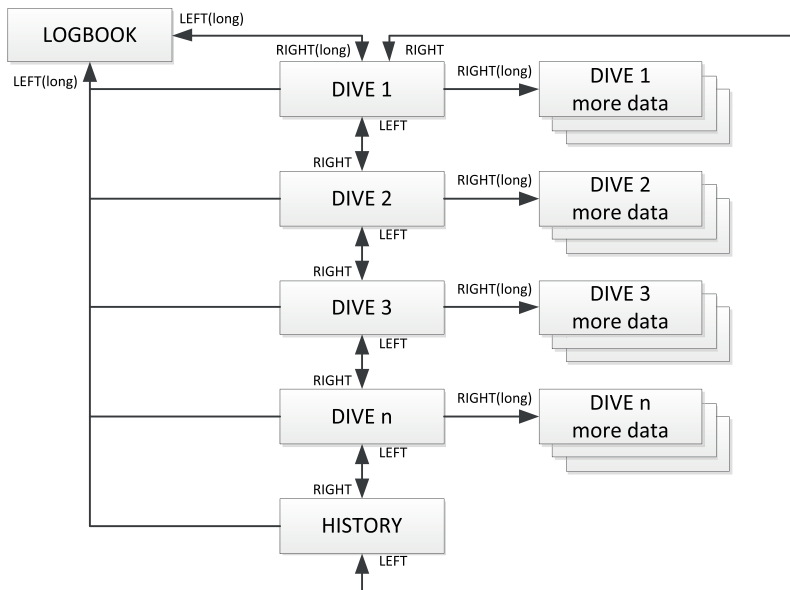 LOGBOOK
LEFT(long)
RIGHT(long)
RIGHT
LEFT(long)
DIVE 1
RIGHT(long)
DIVE 1
more data
LEFT
RIGHT
DIVE 2
RIGHT(long)
DIVE 2
more data
LEFT
RIGHT
DIVE 3
RIGHT(long)
DIVE 3
more data
LEFT
RIGHT
DIVE n
RIGHT(long)
DIVE n
more data
LEFT
RIGHT
HISTORY
LEFT